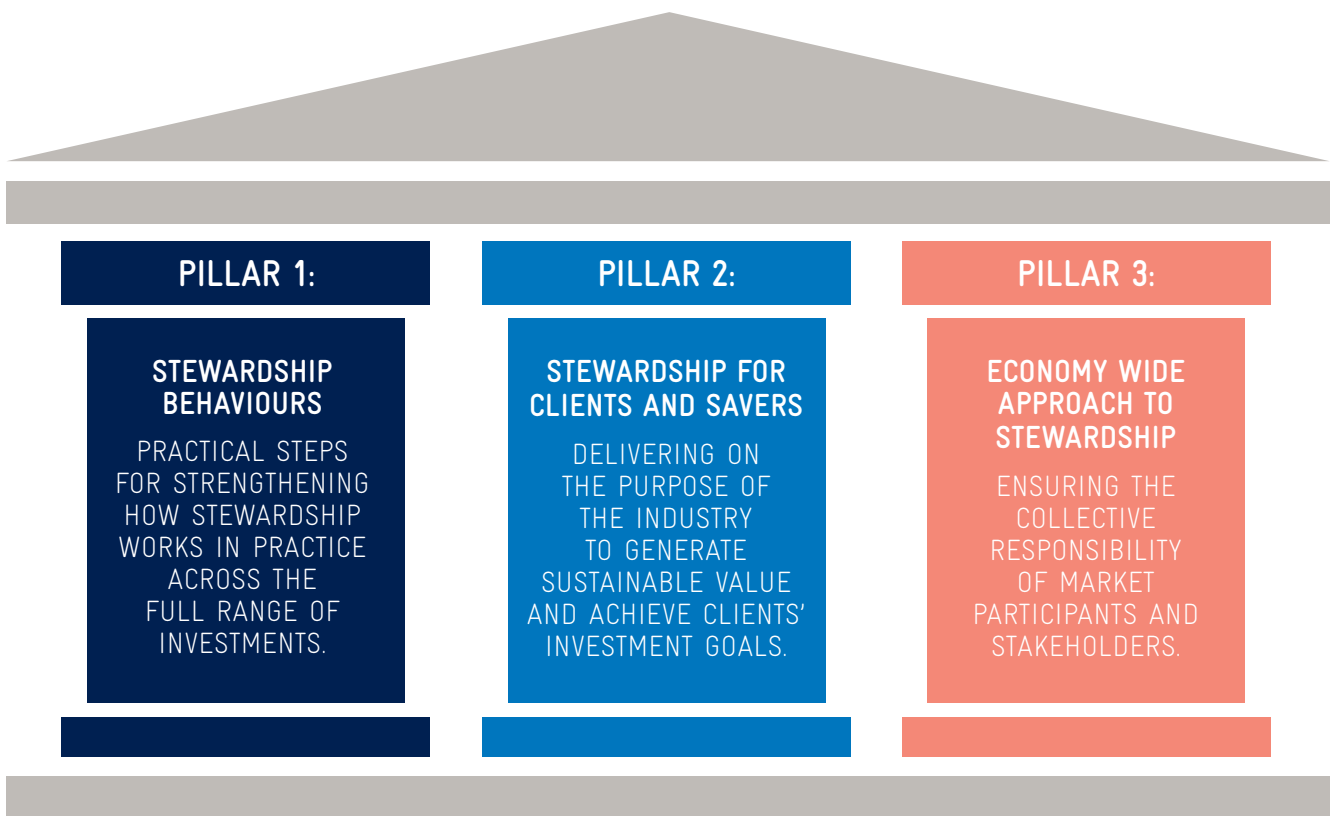 PILLAR 1:
STEWARDSHIP
BEHAVIOURS
PRACTICAL STEPS
FOR STRENGTHENING
HOW STEWARDSHIP
WORKS IN PRACTICE
ACROSS THE
FULL RANGE OF
INVESTMENTS.
PILLAR 2:
STEWARDSHIP FOR
CLIENTS AND SAVERS
DELIVERING ON
THE PURPOSE OF
THE INDUSTRY
TO GENERATE
SUSTAINABLE VALUE
AND ACHIEVE CLIENTS’
INVESTMENT GOALS.
PILLAR 3:
ECONOMY WIDE
APPROACH TO
STEWARDSHIP
ENSURING THE
COLLECTIVE
RESPONSIBILITY
OF MARKET
PARTICIPANTS AND
STAKEHOLDERS.